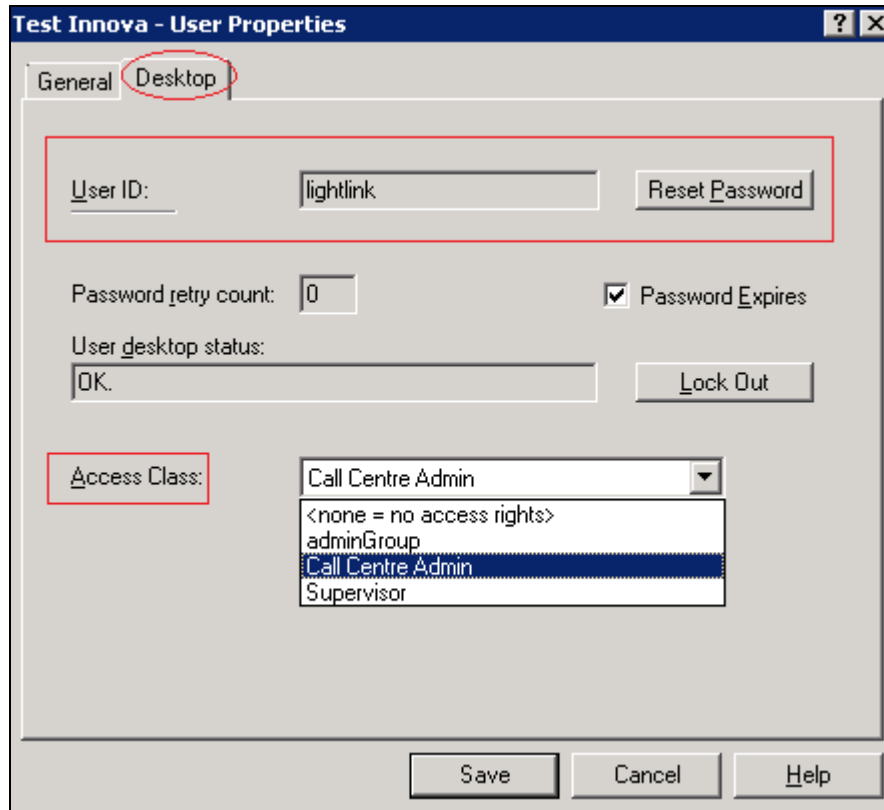 Test Innova - User Properties
General Desktop
User ID: lightlink Reset Password
Password retry count: 0 Password Expires
User desktop status:
OK. Lock Out
Access Class: Call Centre Admin
<none = no access rights>
adminGroup
Call Centre Admin
Supervisor
Save Cancel Help